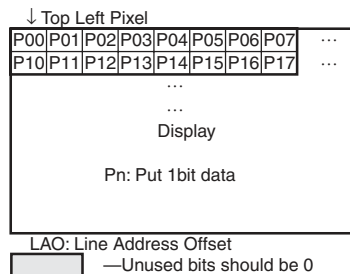 ↓ Top Left Pixel
P00 P01 P02 P03 P04 P05 P06 P07 …
P10 P11 P12 P13 P14 P15 P16 P17 …
…
…
Display
Pn: Put 1bit data
LAO: Line Address Offset
—Unused bits should be 0